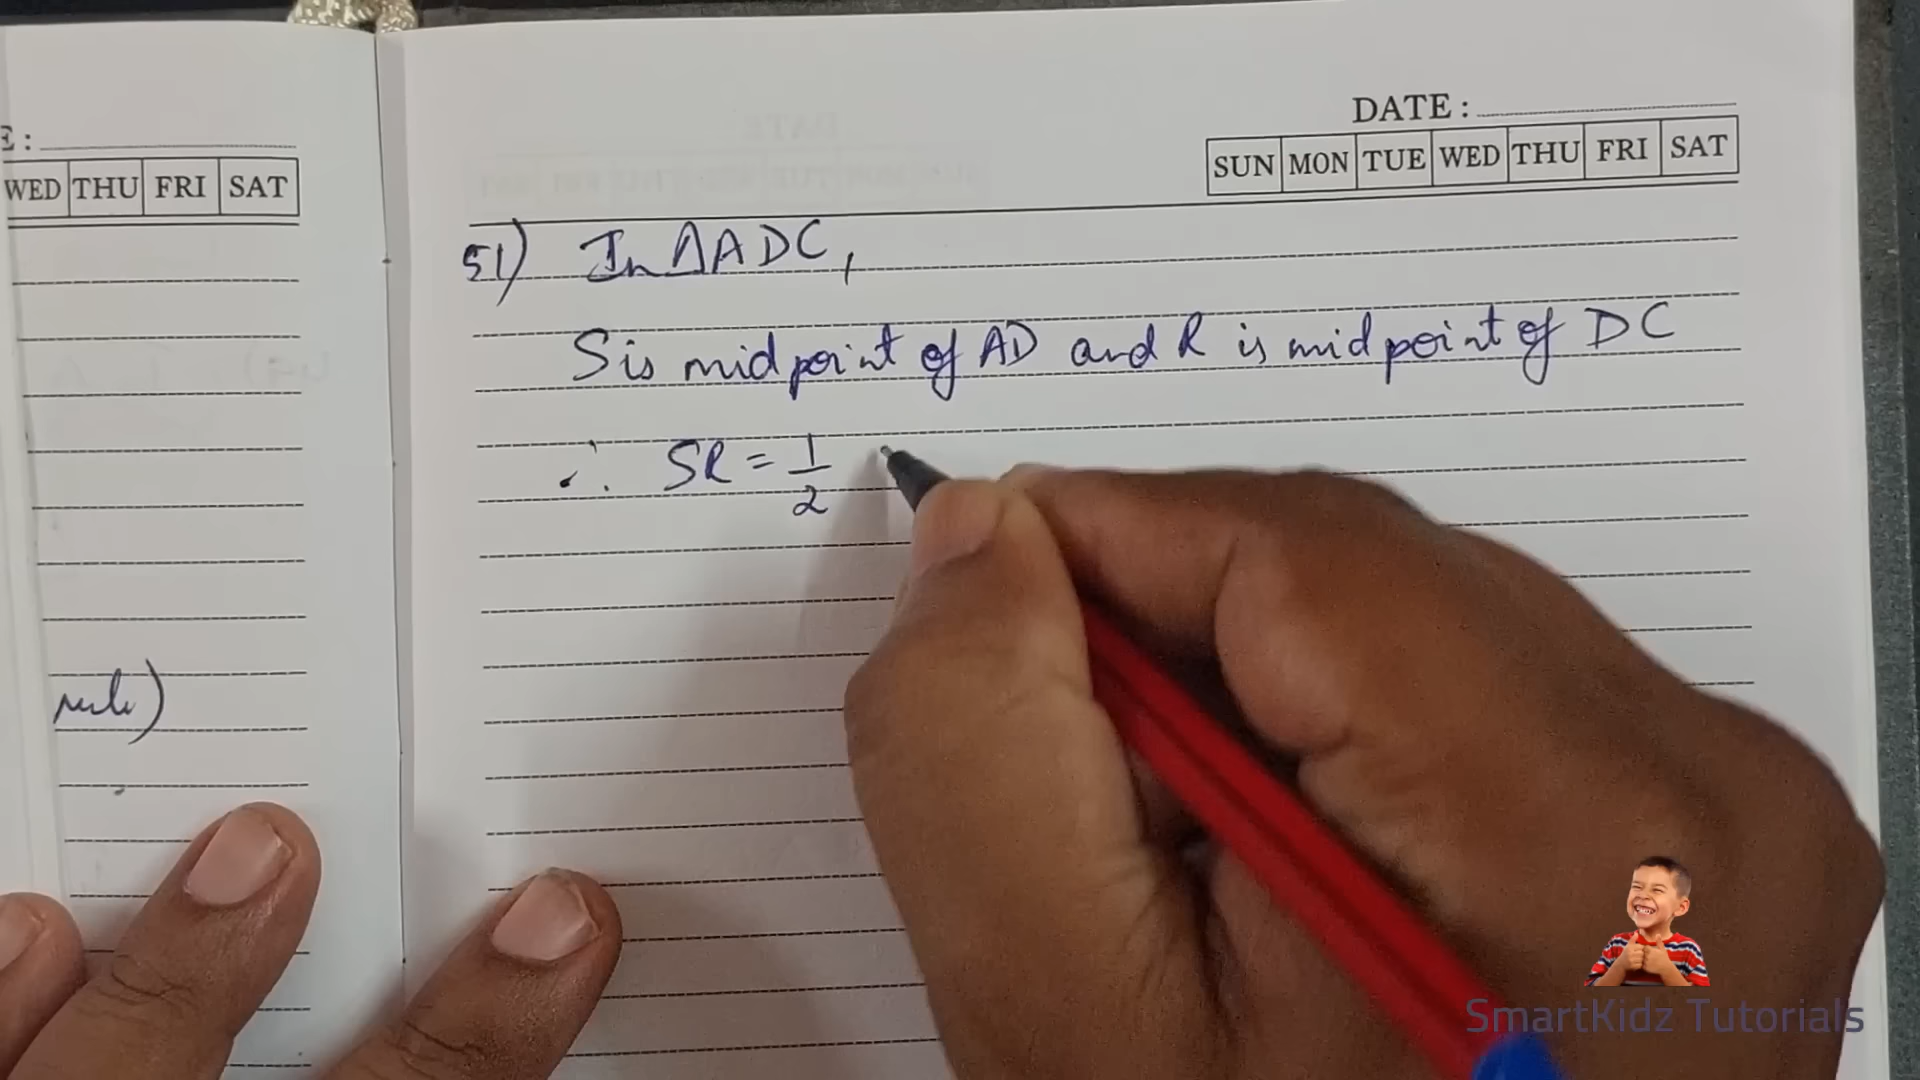 E :
WED THU FRI SAT
rule)
DATE :
SUN MON TUE WED THU FRI SAT
51) In ΔADC,
S is midpoint of AD and R is midpoint of DC
∴ SR = 1/2
SmartKidz Tutorials